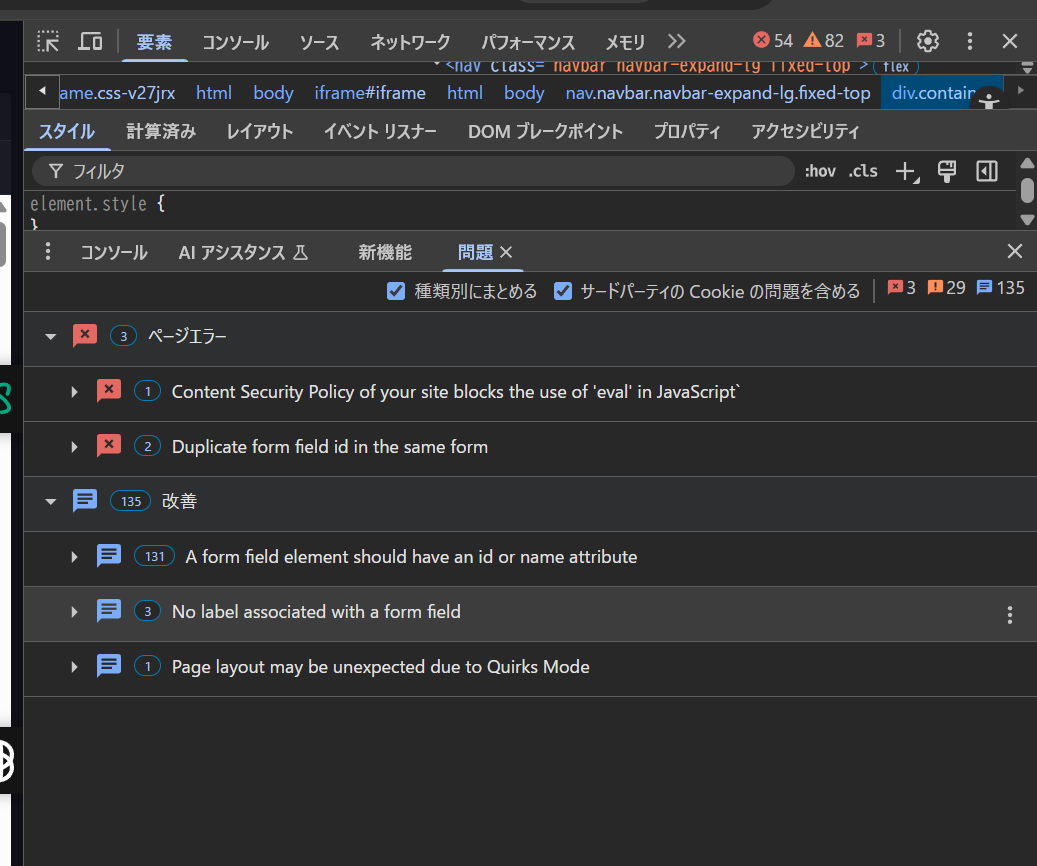 要素 コンソール ソース ネットワーク パフォーマンス メモリ 54 82 3
<nav class="navbar navbar-expand-lg fixed-top"> flex
ame.css-v27jrx html body iframe#iframe html body nav.navbar.navbar-expand-lg.fixed-top div.contain
スタイル 計算済み レイアウト イベント リスナー DOM ブレークポイント プロパティ アクセシビリティ
フィルタ :hov .cls
element.style {
}
コンソール AI アシスタンス 新機能 問題
種類別にまとめる サードパーティの Cookie の問題を含める 3 29 135
3 ページエラー
1 Content Security Policy of your site blocks the use of 'eval' in JavaScript`
2 Duplicate form field id in the same form
135 改善
131 A form field element should have an id or name attribute
3 No label associated with a form field
1 Page layout may be unexpected due to Quirks Mode